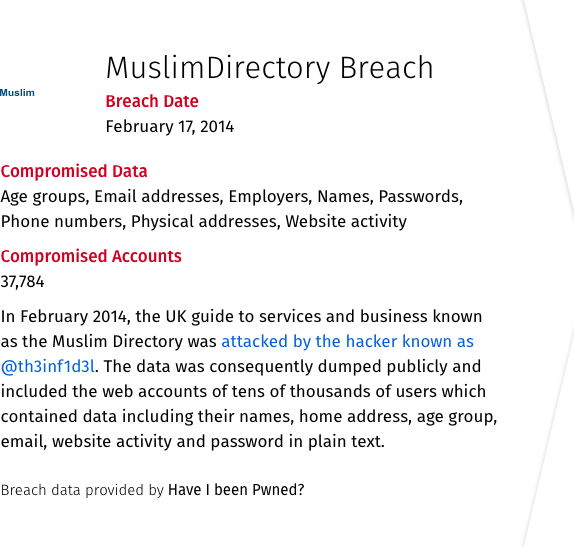 MuslimDirectory Breach
Muslim
Breach Date
February 17, 2014
Compromised Data
Age groups, Email addresses, Employers, Names, Passwords,
Phone numbers, Physical addresses, Website activity
Compromised Accounts
37,784
In February 2014, the UK guide to services and business known
as the Muslim Directory was attacked by the hacker known as
@th3inf1d3l. The data was consequently dumped publicly and
included the web accounts of tens of thousands of users which
contained data including their names, home address, age group,
email, website activity and password in plain text.
Breach data provided by Have I been Pwned?